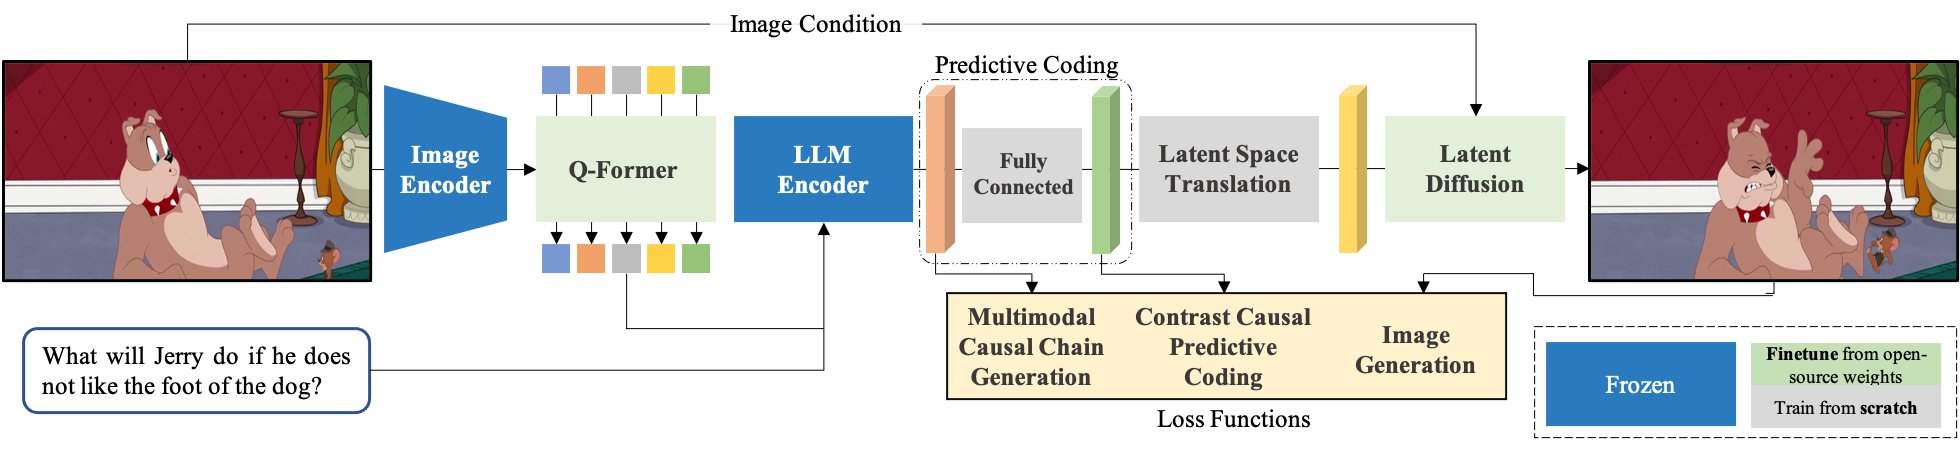 Image Condition
Predictive Coding
Image
Encoder
Q-Former
LLM
Encoder
Fully
Connected
Latent Space
Translation
Latent
Diffusion
What will Jerry do if he does
not like the foot of the dog?
Multimodal
Causal Chain
Generation
Contrast Causal
Predictive
Coding
Image
Generation
Loss Functions
Frozen
Finetune from open-
source weights
Train from scratch